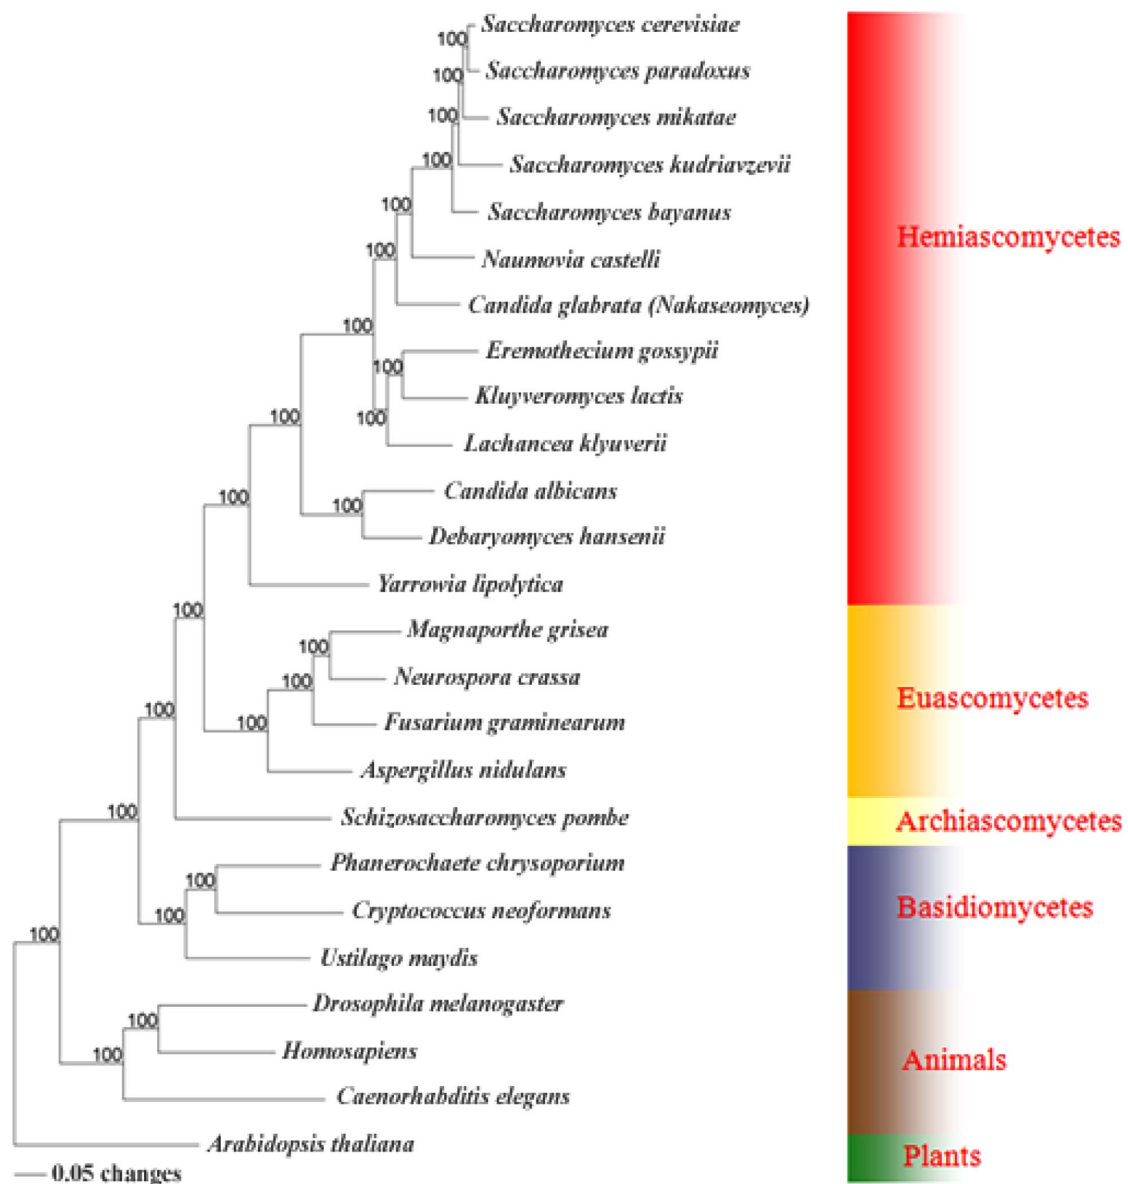 Saccharomyces cerevisiae
100
Saccharomyces paradoxus
100
Saccharomyces mikatae
100
Saccharomyces kudriavzevii
100
Saccharomyces bayanus
100
Hemiascomycetes
Naumovia castelli
100
Candida glabrata (Nakaseomyces)
100
Eremothecium gossypii
100
Kluyveromyces lactis
100
100
Lachancea klyuverii
Candida albicans
100
100
Debaryomyces hansenii
Yarrowia lipolytica
100
Magnaporthe grisea
100
Neurospora crassa
100
Euascomycetes
100
Fusarium graminearum
100
Aspergillus nidulans
100
Schizosaccharomyces pombe
Archiascomycetes
Phanerochaete chrysoporium
100
Cryptococcus neoformans
Basidiomycetes
100
100
Ustilago maydis
Drosophila melanogaster
100
Homosapiens
100
Animals
Caenorhabditis elegans
Arabidopsis thaliana
Plants
0.05 changes